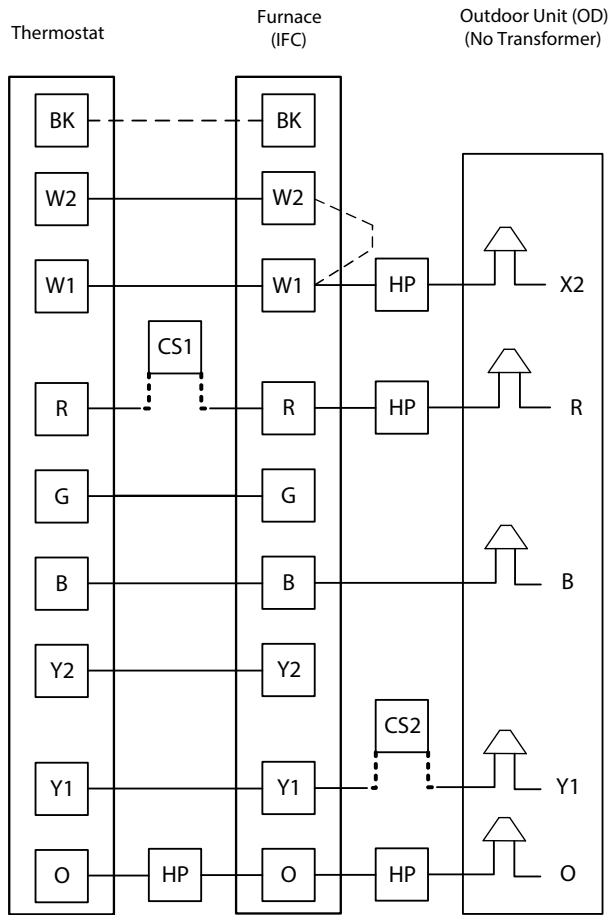 Thermostat
Furnace
(IFC)
Outdoor Unit (OD)
(No Transformer)
BK
BK
W2
W2
W1
W1
HP
X2
CS1
R
R
HP
R
G
G
B
B
B
Y2
Y2
CS2
Y1
Y1
Y1
O
HP
O
HP
O